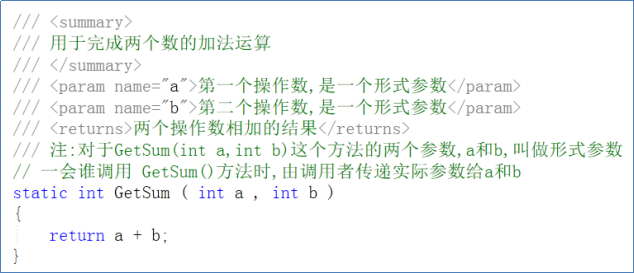 /// <summary>
/// 用于完成两个数的加法运算
/// </summary>
/// <param name="a">第一个操作数,是一个形式参数</param>
/// <param name="b">第二个操作数,是一个形式参数</param>
/// <returns>两个操作数相加的结果</returns>
/// 注:对于GetSum(int a,int b)这个方法的两个参数,a和b,叫做形式参数
// 一会谁调用 GetSum()方法时,由调用者传递实际参数给a和b
static int GetSum ( int a , int b )
{
    return a + b;
}